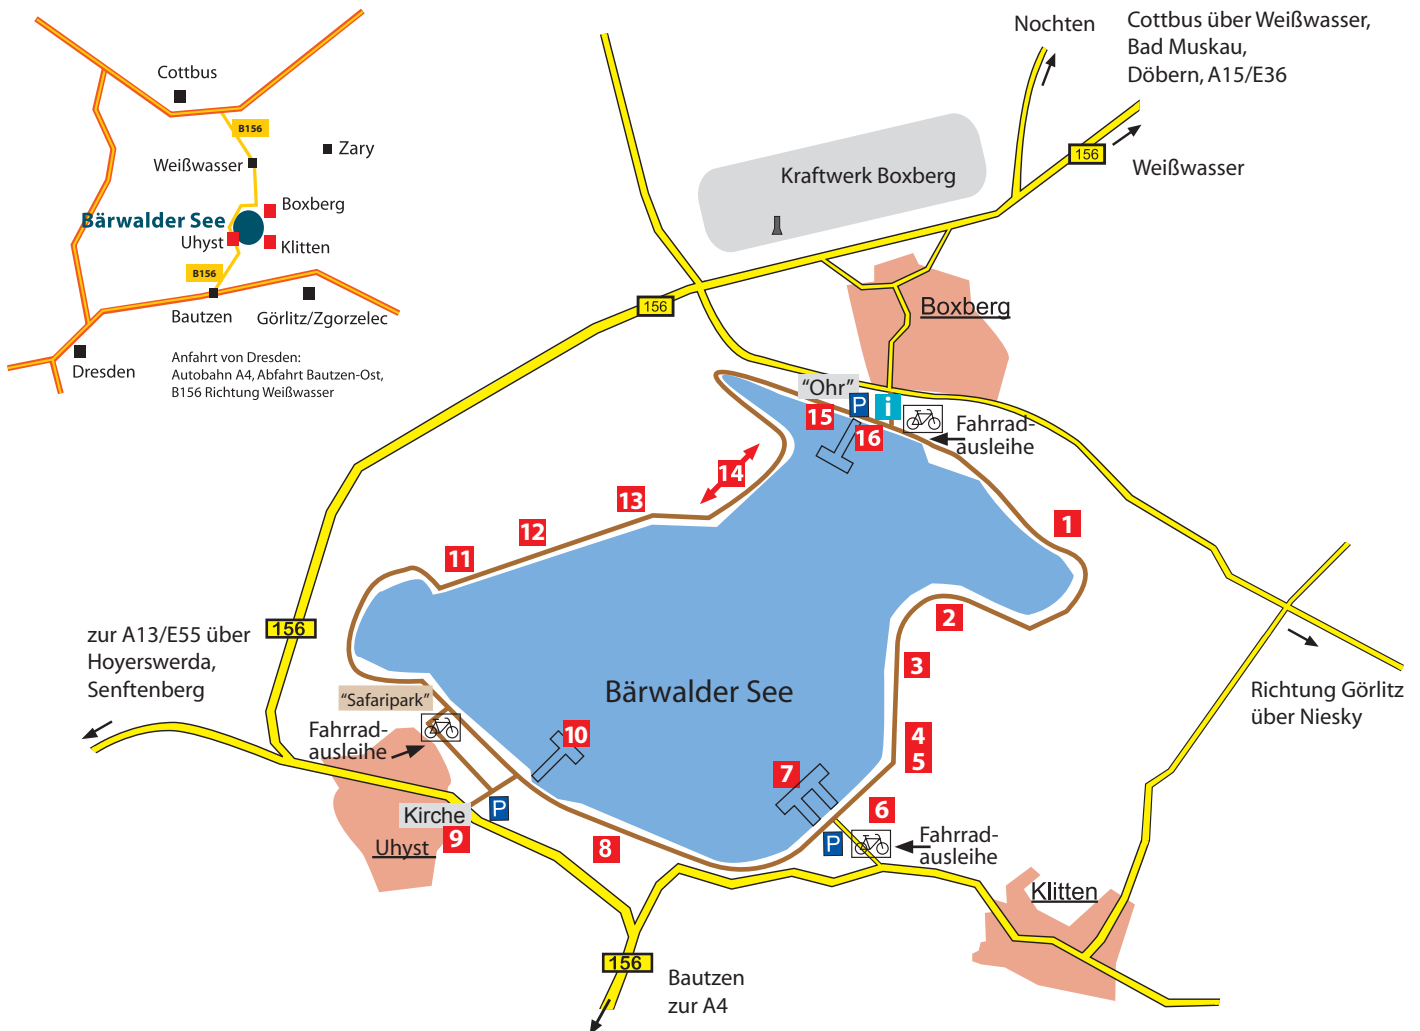 Cottbus
B156
Weißwasser
Zary
Boxberg
Bärwalder See
Uhyst
Klitten
B156
Bautzen
Görlitz/Zgorzelec
Dresden
Anfahrt von Dresden:
Autobahn A4, Abfahrt Bautzen-Ost,
B156 Richtung Weißwasser
Nochten
Cottbus über Weißwasser,
Bad Muskau,
Döbern, A15/E36
156
Weißwasser
Kraftwerk Boxberg
156
Boxberg
"Ohr"
P
i
15
16
Fahrrad-
ausleihe
14
13
12
11
1
2
3
4
5
156
zur A13/E55 über
Hoyerswerda,
Senftenberg
Bärwalder See
Richtung Görlitz
über Niesky
"Safaripark"
Fahrrad-
ausleihe
10
7
6
P
Kirche
9
Uhyst
8
P
Fahrrad-
ausleihe
Klitten
156
Bautzen
zur A4